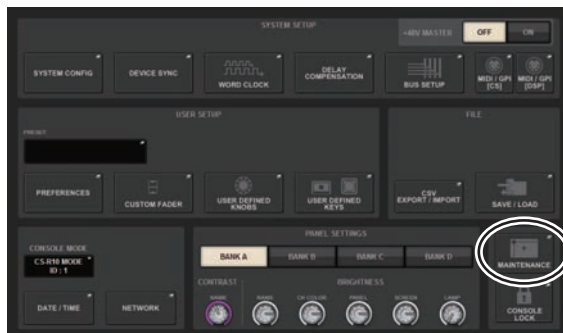 SYSTEM SETUP
+48V MASTER
OFF
ON
SYSTEM CONFIG
DEVICE SYNC
WORD CLOCK
DELAY
COMPENSATION
BUS SETUP
MIDI / GPI
[CS]
MIDI / GPI
[DSP]
USER SETUP
FILE
PRESET
PREFERENCES
CUSTOM FADER
USER DEFINED
KNOBS
USER DEFINED
KEYS
CSV
EXPORT / IMPORT
SAVE / LOAD
CONSOLE MODE
CS-R10 MODE
ID : 1
DATE / TIME
NETWORK
PANEL SETTINGS
BANK A
BANK B
BANK C
BANK D
CONTRAST
BRIGHTNESS
NAME
NAME
CH COLOR
PANEL
SCREEN
LAMP
MAINTENANCE
CONSOLE
LOCK